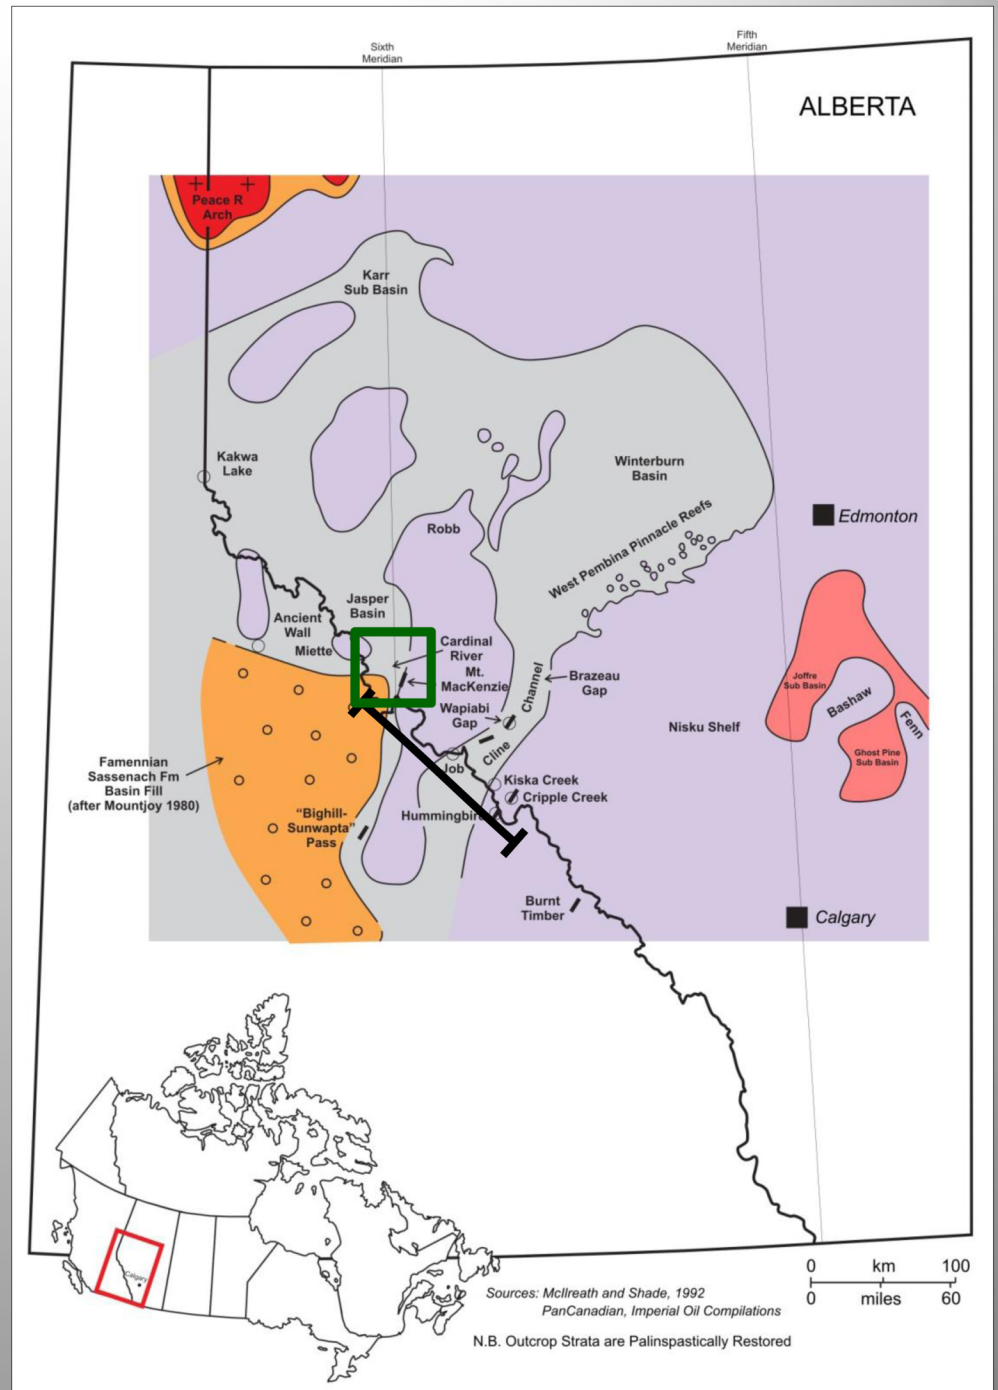 Sixth
Meridian
Fifth
Meridian
ALBERTA
Peace R
Arch
Karr
Sub Basin
Kakwa
Lake
Winterburn
Basin
Edmonton
Robb
West Pembina Pinnacle Reefs
Jasper
Basin
Ancient
Wall
Miette
Cardinal
River
Mt.
MacKenzie
Brazeau
Gap
Channel
Cline
Wapiabi
Gap
Joffre
Sub Basin
Bashaw
Fenn
Nisku Shelf
Ghost Pine
Sub Basin
Famennian
Sassenach Fm
Basin Fill
(after Mountjoy 1980)
Job
Kiska Creek
Cripple Creek
"Bighill-
Sunwapta"
Pass
Hummingbird
Burnt
Timber
Calgary
Calgary
0 km 100
0 miles 60
Sources: McIlreath and Shade, 1992
PanCanadian, Imperial Oil Compilations
N.B. Outcrop Strata are Palinspastically Restored